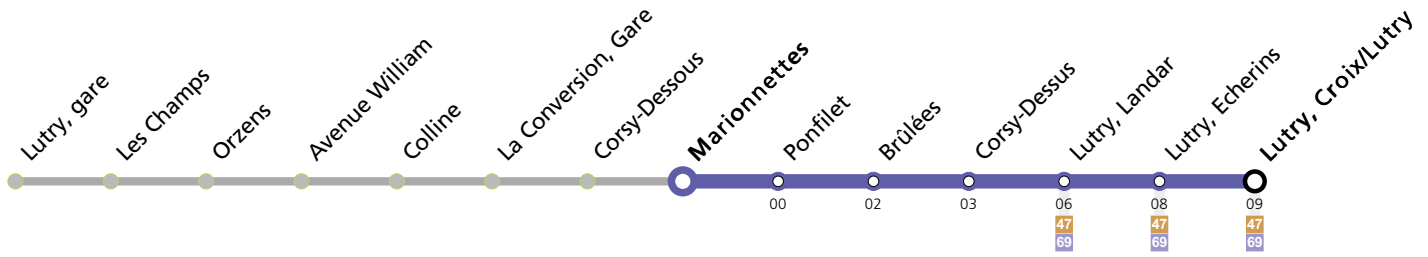 Lutry, gare
Les Champs
Orzens
Avenue William
Colline
La Conversion, Gare
Corsy-Dessous
Marionnettes
Ponfilet
Brûlées
Corsy-Dessus
Lutry, Landar
Lutry, Echerins
Lutry, Croix/Lutry
00 02 03 06 08 09
47 47 47
69 69 69